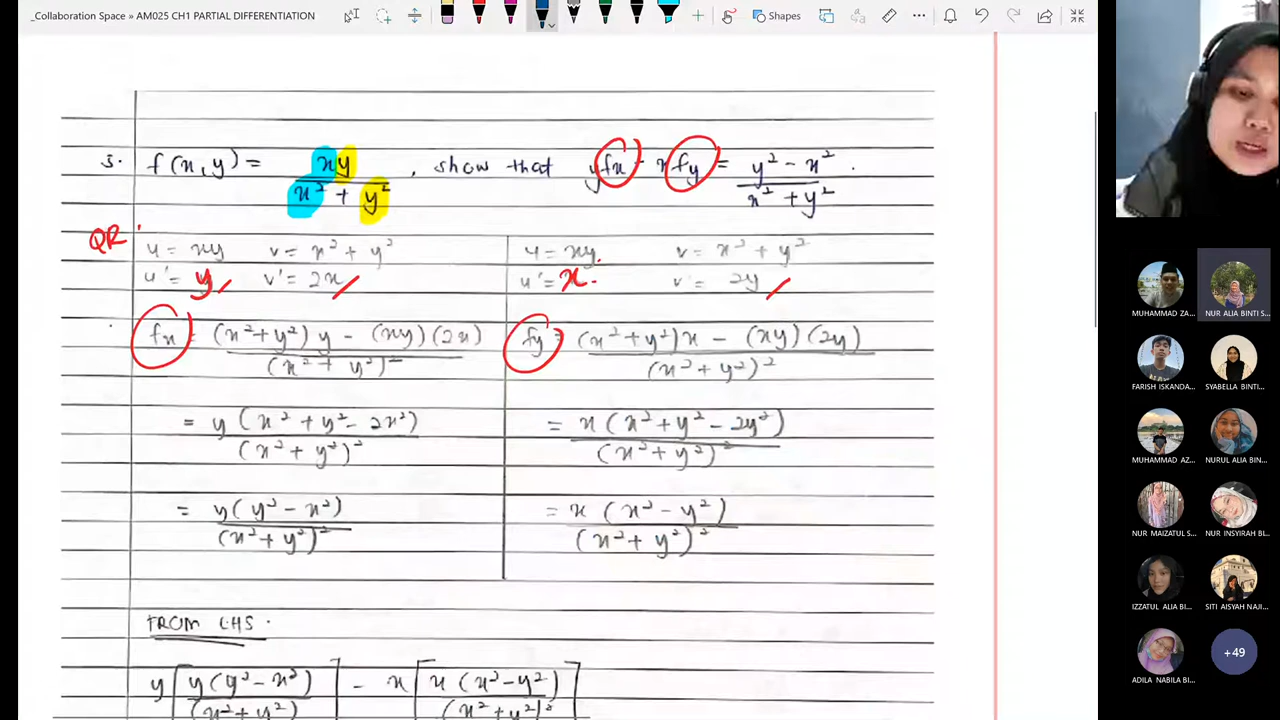 _Collaboration Space » AM025 CH1 PARTIAL DIFFERENTIATION
Shapes
3. f(x,y) = xy / x² + y² , show that yfx - xfy = y² - x² / x² + y² .
QR
u = xy v = x² + y²
u' = y v' = 2x
fx = (x²+y²)y - (xy)(2x) / (x² + y²)²
= y(x² + y² - 2x²) / (x² + y²)²
= y(y² - x²) / (x² + y²)²
u = xy v = x² + y²
u' = x v' = 2y
fy = (x²+y²)x - (xy)(2y) / (x² + y²)²
= x(x² + y² - 2y²) / (x² + y²)²
= x(x² - y²) / (x² + y²)²
FROM LHS.
y[y(y² - x²) / (x² + y²)] - x[x(x² - y²) / (x² + y²)²]
MUHAMMAD ZA...
NUR ALIA BINTI S...
FARISH ISKANDA...
SYABELLA BINTI...
MUHAMMAD AZ...
NURUL ALIA BIN...
NUR MAIZATUL S...
NUR INSYIRAH BI...
IZZATUL ALIA BI...
SITI AISYAH NAJI...
ADILA NABILA BI...
+49